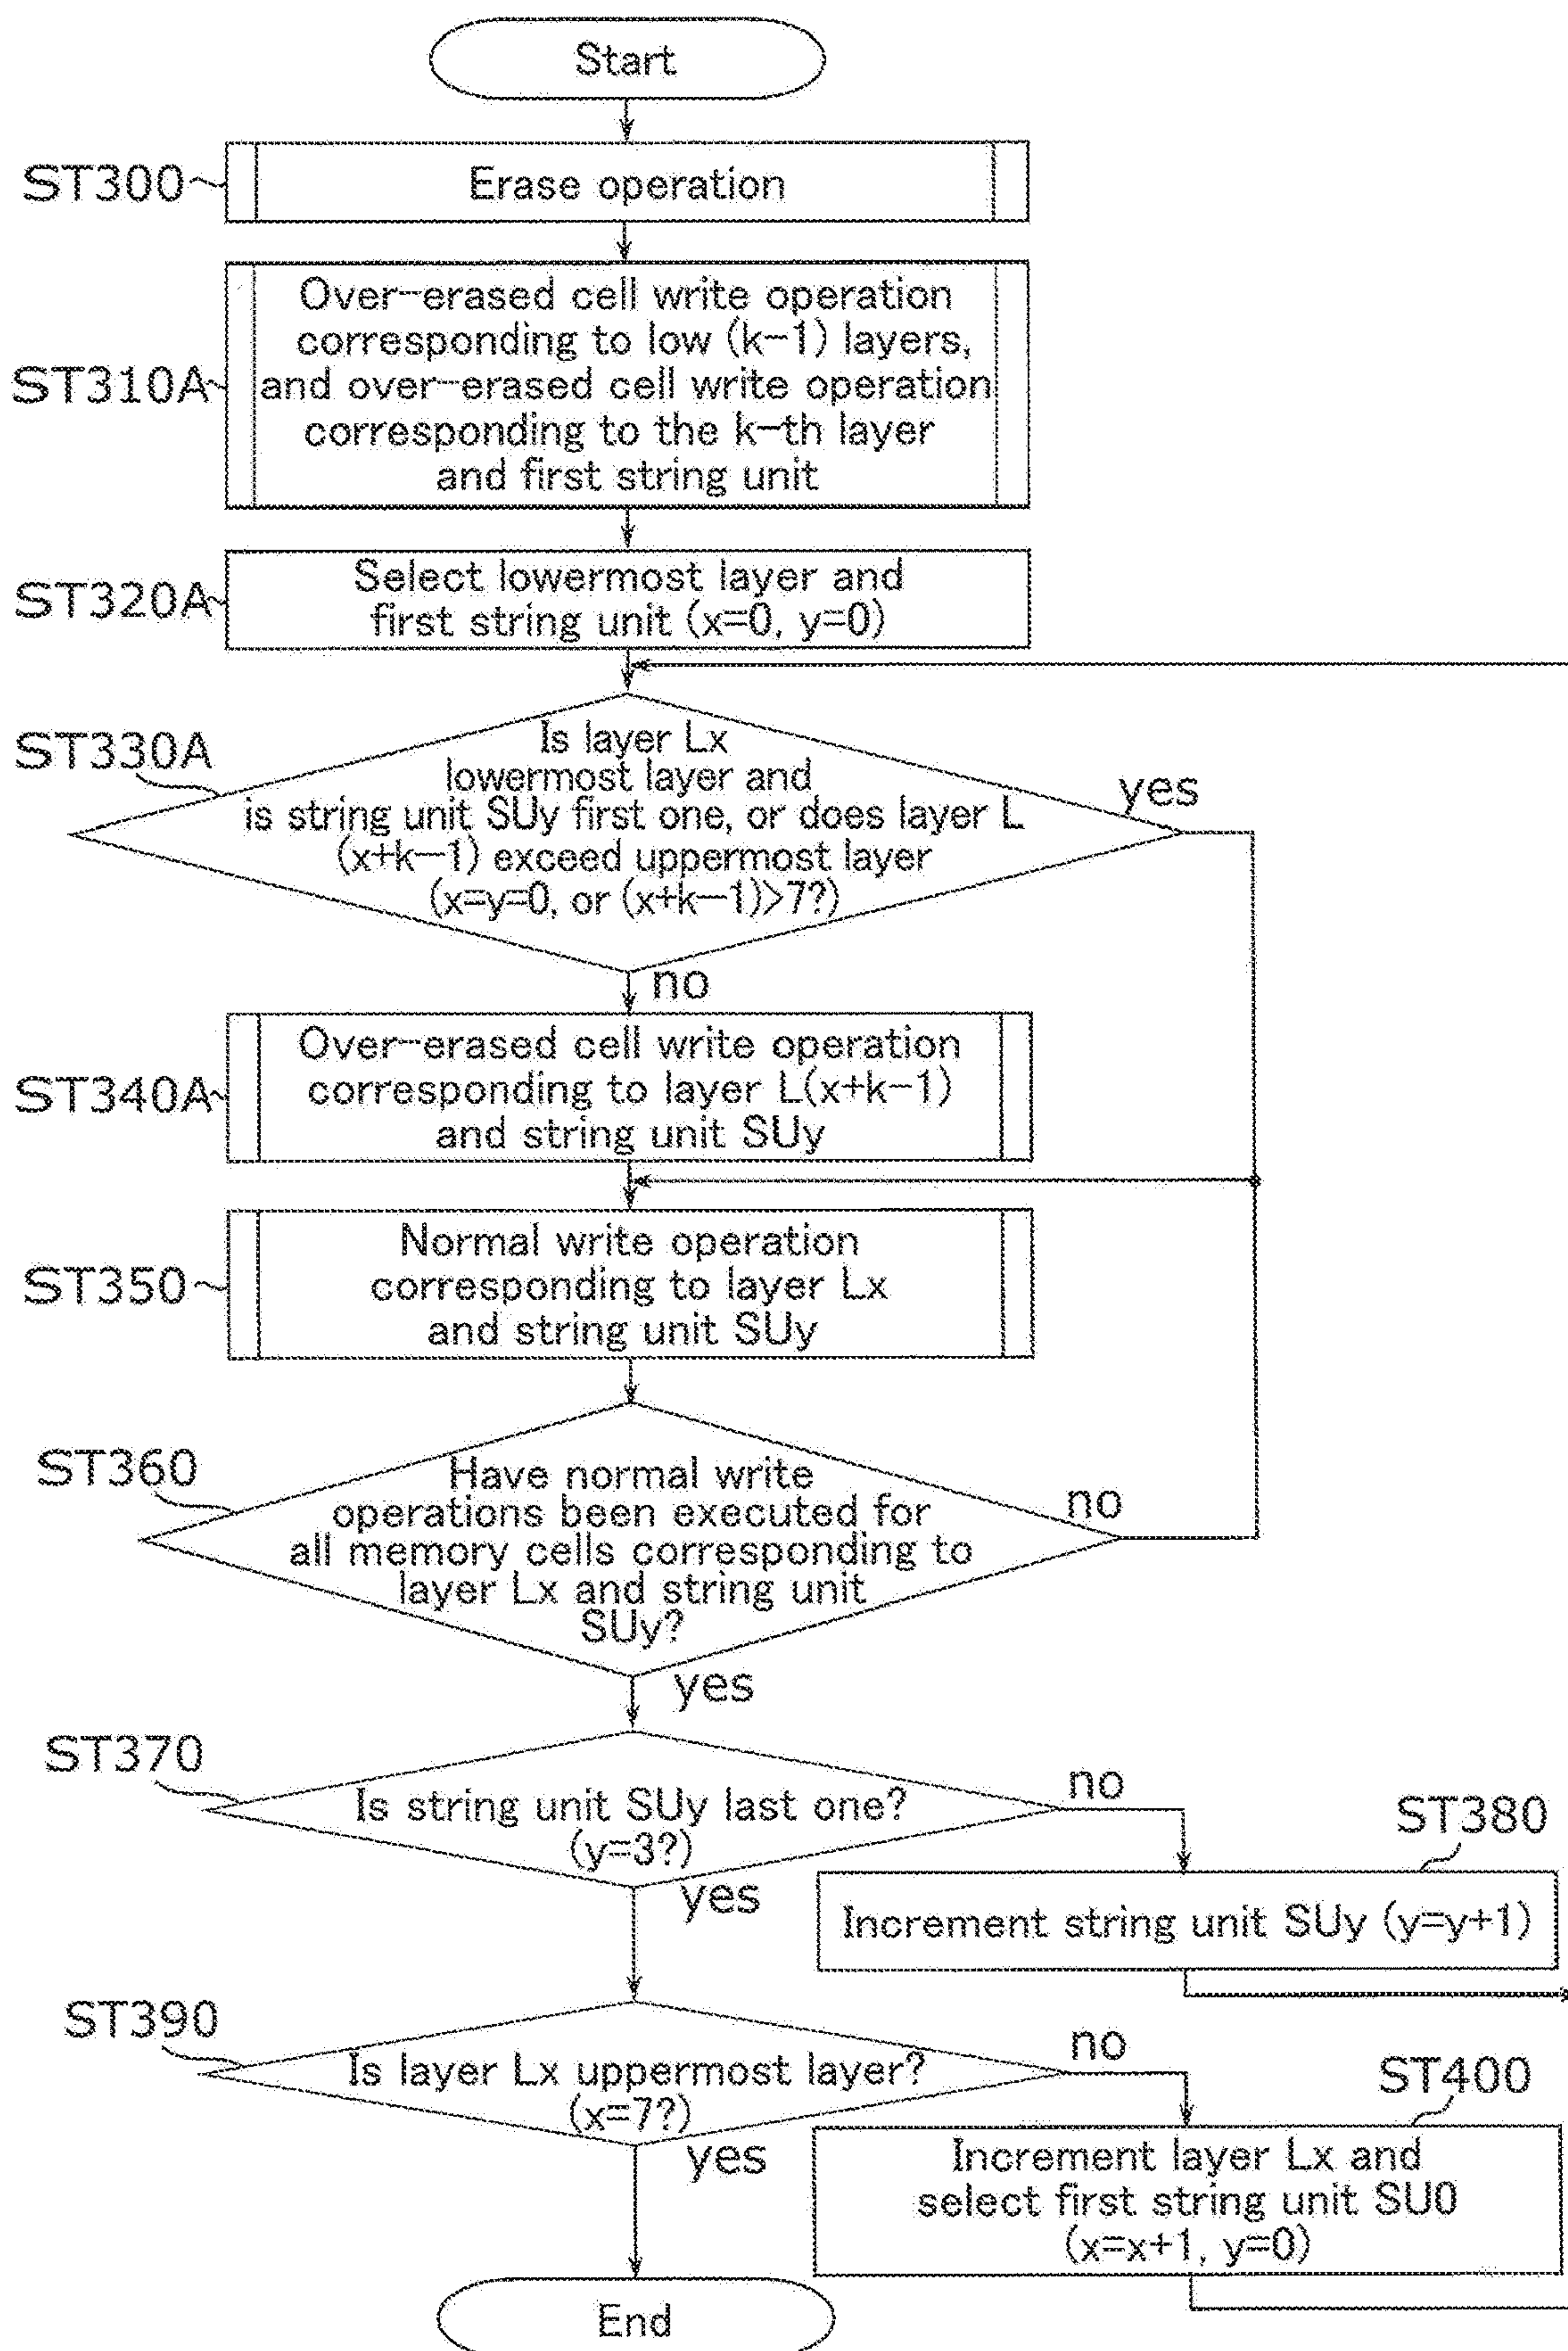 Start
ST300
Erase operation
ST310A
Over-erased cell write operation
corresponding to low (k-1) layers,
and over-erased cell write operation
corresponding to the k-th layer
and first string unit
ST320A
Select lowermost layer and
first string unit (x=0, y=0)
ST330A
Is layer Lx
lowermost layer and
is string unit SUy first one, or does layer L
(x+k-1) exceed uppermost layer
(x=y=0, or (x+k-1)>7?)
yes
no
ST340A
Over-erased cell write operation
corresponding to layer L(x+k-1)
and string unit SUy
ST350
Normal write operation
corresponding to layer Lx
and string unit SUy
ST360
Have normal write
operations been executed for
all memory cells corresponding to
layer Lx and string unit
SUy?
no
yes
ST370
Is string unit SUy last one?
(y=3?)
no
yes
ST380
Increment string unit SUy (y=y+1)
ST390
Is layer Lx uppermost layer?
(x=7?)
no
yes
ST400
Increment layer Lx and
select first string unit SU0
(x=x+1, y=0)
End